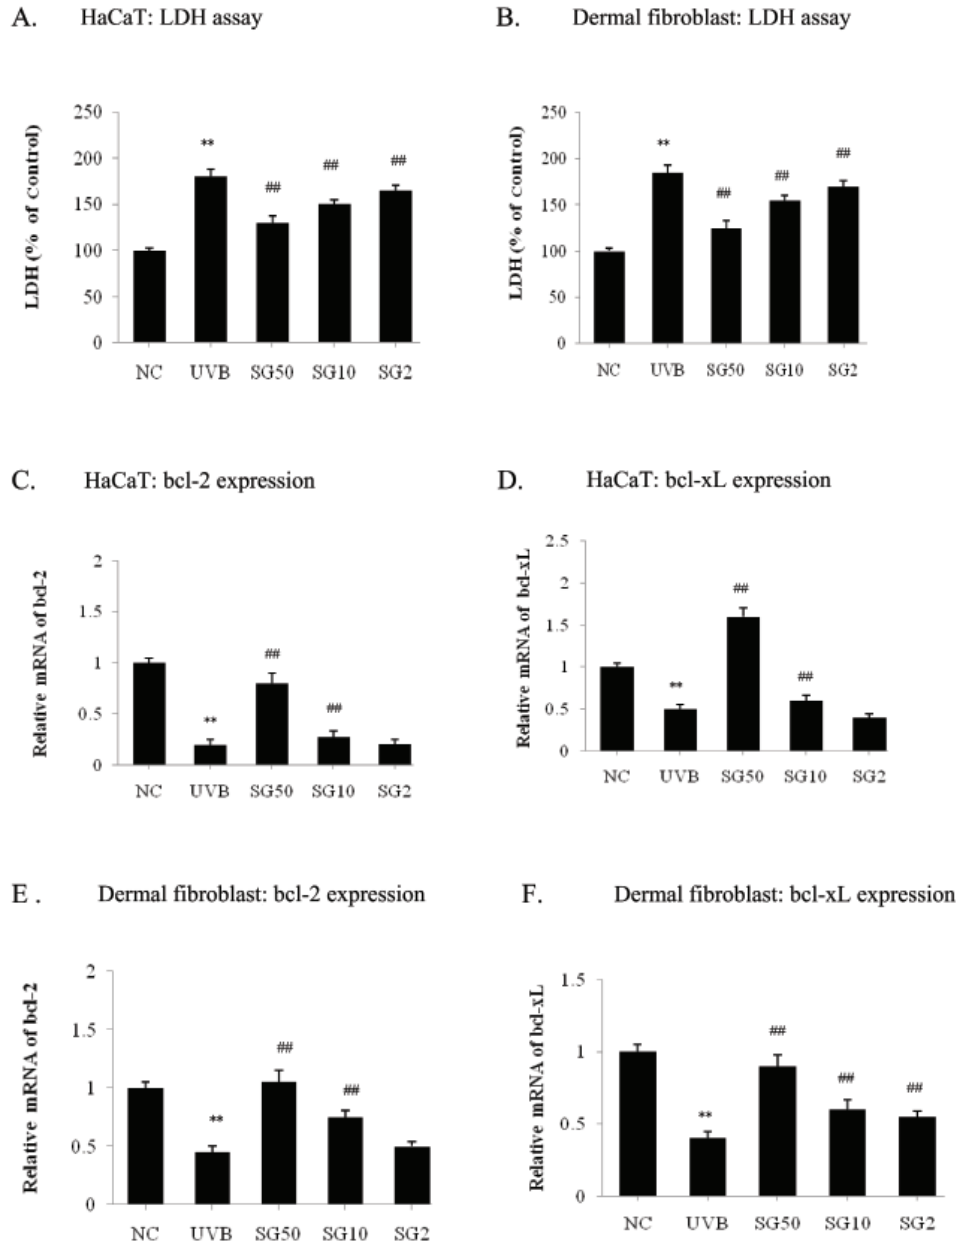 A. HaCaT: LDH assay
B. Dermal fibroblast: LDH assay
LDH (% of Control)
250
200
150
100
50
0
**
##
##
##
NC UVB SG50 SG10 SG2
LDH (% of Control)
250
200
150
100
50
0
**
##
##
##
NC UVB SG50 SG10 SG2
C. HaCaT: bcl-2 expression
D. HaCaT: bcl-xL expression
Relative mRNA of bcl-2
2
1.5
1
0.5
0
**
##
##
NC UVB SG50 SG10 SG2
Relative mRNA of bcl-xL
2.5
2
1.5
1
0.5
0
**
##
##
NC UVB SG50 SG10 SG2
E . Dermal fibroblast: bcl-2 expression
F. Dermal fibroblast: bcl-xL expression
Relative mRNA of bcl-2
2
1.5
1
0.5
0
**
##
##
NC UVB SG50 SG10 SG2
Relative mRNA of bcl-xL
1.5
1
0.5
0
**
##
##
##
NC UVB SG50 SG10 SG2